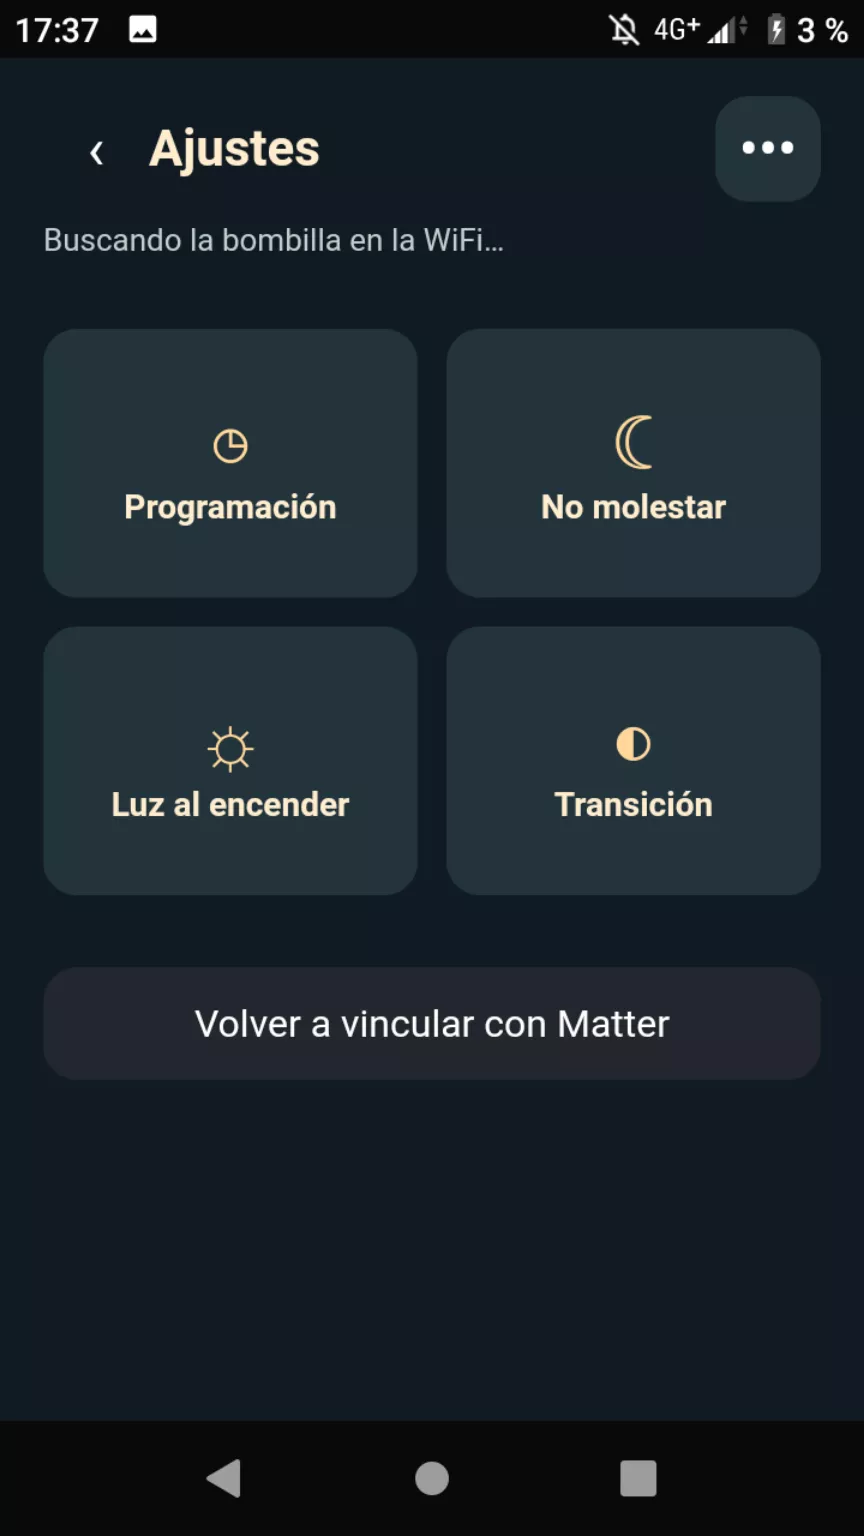 17:37 4G+ 3 %
‹ Ajustes •••
Buscando la bombilla en la WiFi...
Programación
No molestar
Luz al encender
Transición
Volver a vincular con Matter